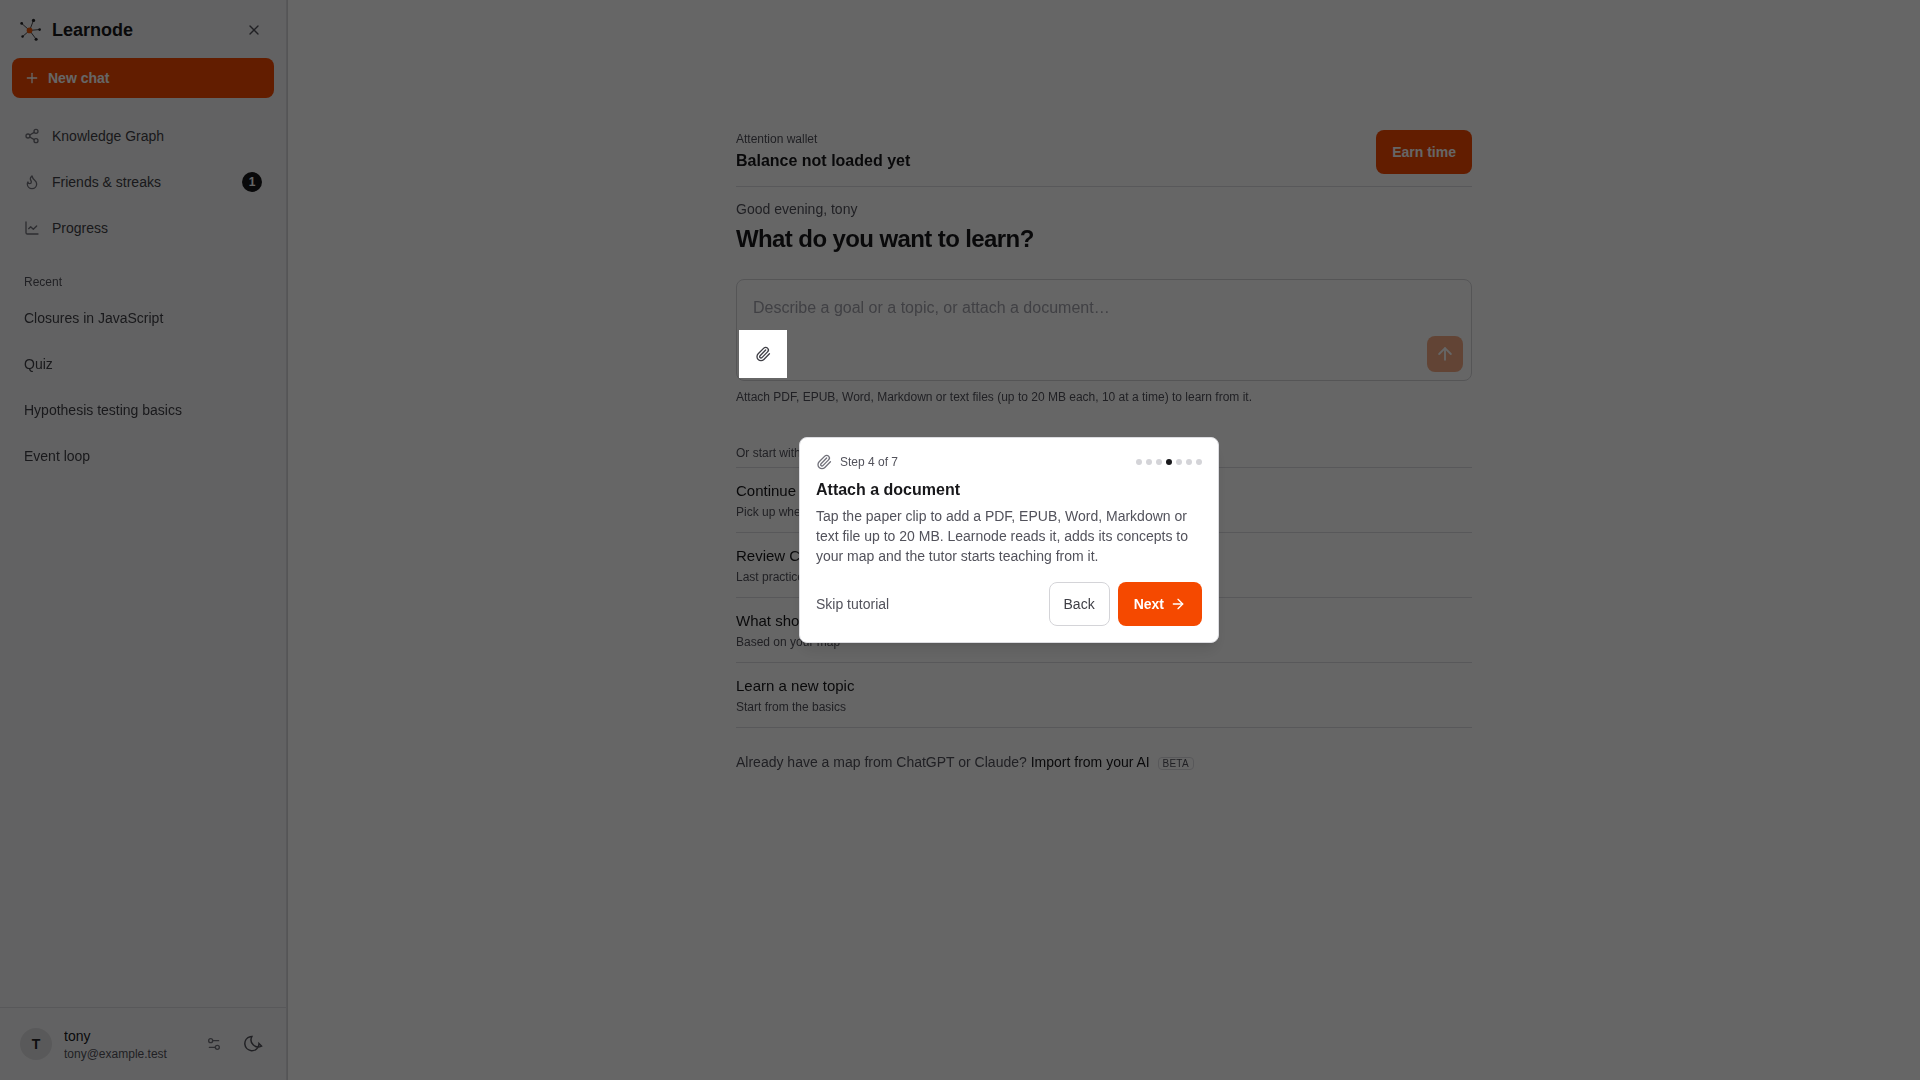 Learnode
New chat
Knowledge Graph
Friends & streaks
1
Progress
Recent
Closures in JavaScript
Quiz
Hypothesis testing basics
Event loop
T
tony
tony@example.test
Attention wallet
Balance not loaded yet
Earn time
Good evening, tony
What do you want to learn?
Describe a goal or a topic, or attach a document…
Attach PDF, EPUB, Word, Markdown or text files (up to 20 MB each, 10 at a time) to learn from it.
Or start with
Continue
Pick up
Review
Last
What
Based on your map
Learn a new topic
Start from the basics
Already have a map from ChatGPT or Claude? Import from your AI BETA
Step 4 of 7
Attach a document
Tap the paper clip to add a PDF, EPUB, Word, Markdown or
text file up to 20 MB. Learnode reads it, adds its concepts to
your map and the tutor starts teaching from it.
Skip tutorial
Back
Next